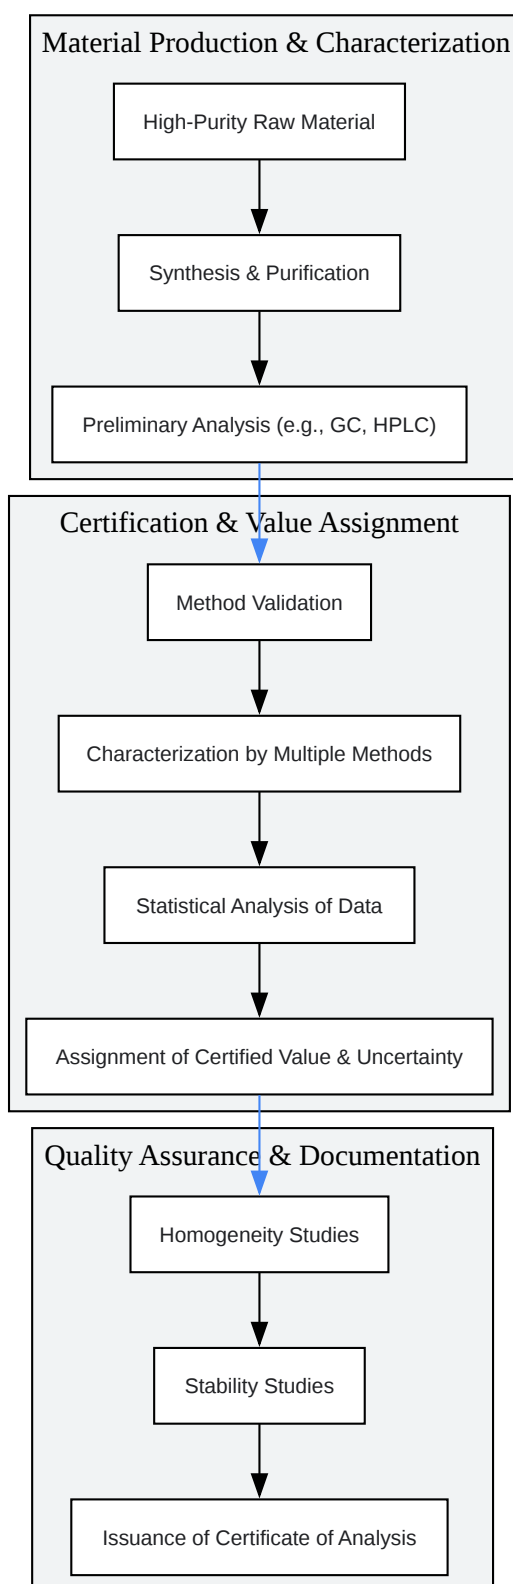 Material Production & Characterization
High-Purity Raw Material
Synthesis & Purification
Preliminary Analysis (e.g., GC, HPLC)
Certification & Value Assignment
Method Validation
Characterization by Multiple Methods
Statistical Analysis of Data
Assignment of Certified Value & Uncertainty
Quality Assurance & Documentation
Homogeneity Studies
Stability Studies
Issuance of Certificate of Analysis